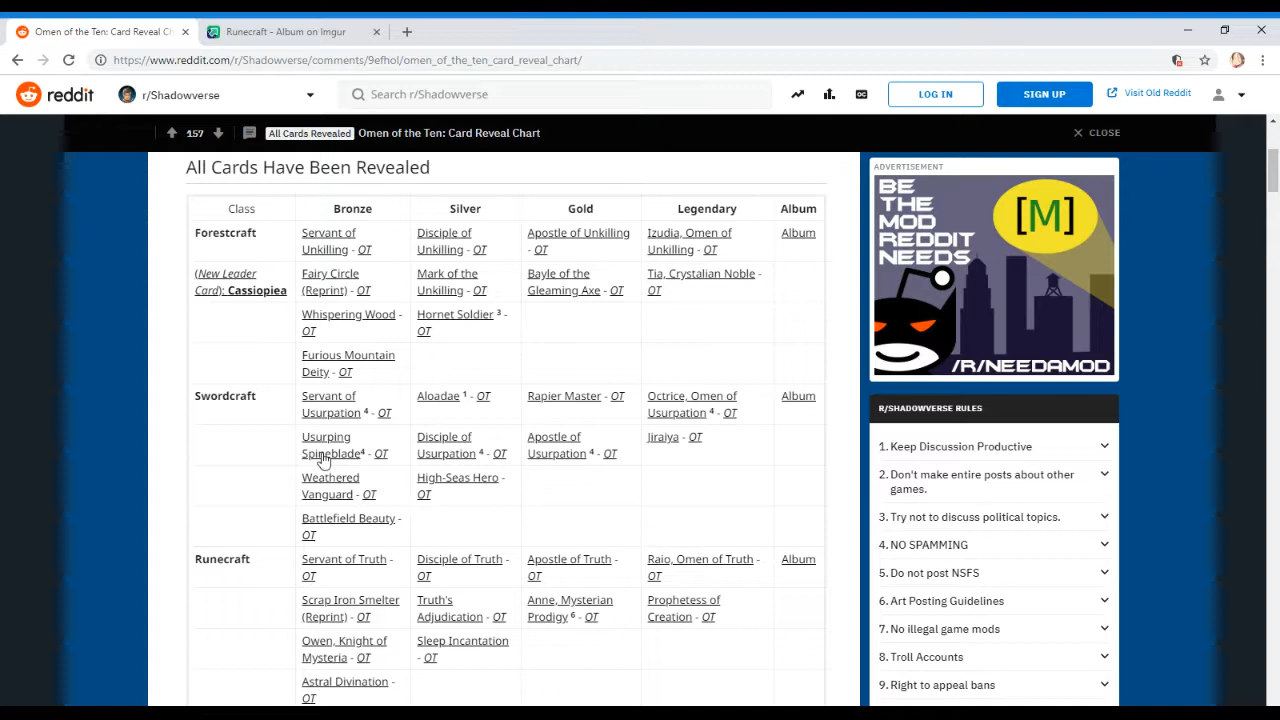 Omen of the Ten: Card Reveal Ch
Runecraft - Album on Imgur
https://www.reddit.com/r/Shadowverse/comments/9efhol/omen_of_the_ten_card_reveal_chart/
reddit
r/Shadowverse
Search r/Shadowverse
LOG IN
SIGN UP
Visit Old Reddit
157
All Cards Revealed
Omen of the Ten: Card Reveal Chart
CLOSE
All Cards Have Been Revealed
Class Bronze Silver Gold Legendary Album
Forestcraft
Servant of
Unkilling - OT
Disciple of
Unkilling - OT
Apostle of Unkilling
- OT
Izudia, Omen of
Unkilling - OT
Album
(New Leader
Card): Cassiopiea
Fairy Circle
(Reprint) - OT
Mark of the
Unkilling - OT
Bayle of the
Gleaming Axe - OT
Tia, Crystalian Noble -
OT
Whispering Wood -
OT
Hornet Soldier ³ -
OT
Furious Mountain
Deity - OT
Swordcraft
Servant of
Usurpation ⁴ - OT
Aloadae ¹ - OT
Rapier Master - OT
Octrice, Omen of
Usurpation ⁴ - OT
Album
Usurping
Spineblade⁴ - OT
Disciple of
Usurpation ⁴ - OT
Apostle of
Usurpation ⁴ - OT
Jiraiya - OT
Weathered
Vanguard - OT
High-Seas Hero -
OT
Battlefield Beauty -
OT
Runecraft
Servant of Truth -
OT
Disciple of Truth -
OT
Apostle of Truth -
OT
Raio, Omen of Truth -
OT
Album
Scrap Iron Smelter
(Reprint) - OT
Truth's
Adjudication - OT
Anne, Mysterian
Prodigy ⁶ - OT
Prophetess of
Creation - OT
Owen, Knight of
Mysteria - OT
Sleep Incantation
- OT
Astral Divination -
OT
ADVERTISEMENT
BE
THE
MOD
REDDIT
NEEDS
[M]
/R/NEEDAMOD
R/SHADOWVERSE RULES
1. Keep Discussion Productive
2. Don't make entire posts about other
games.
3. Try not to discuss political topics.
4. NO SPAMMING
5. Do not post NSFS
6. Art Posting Guidelines
7. No illegal game mods
8. Troll Accounts
9. Right to appeal bans